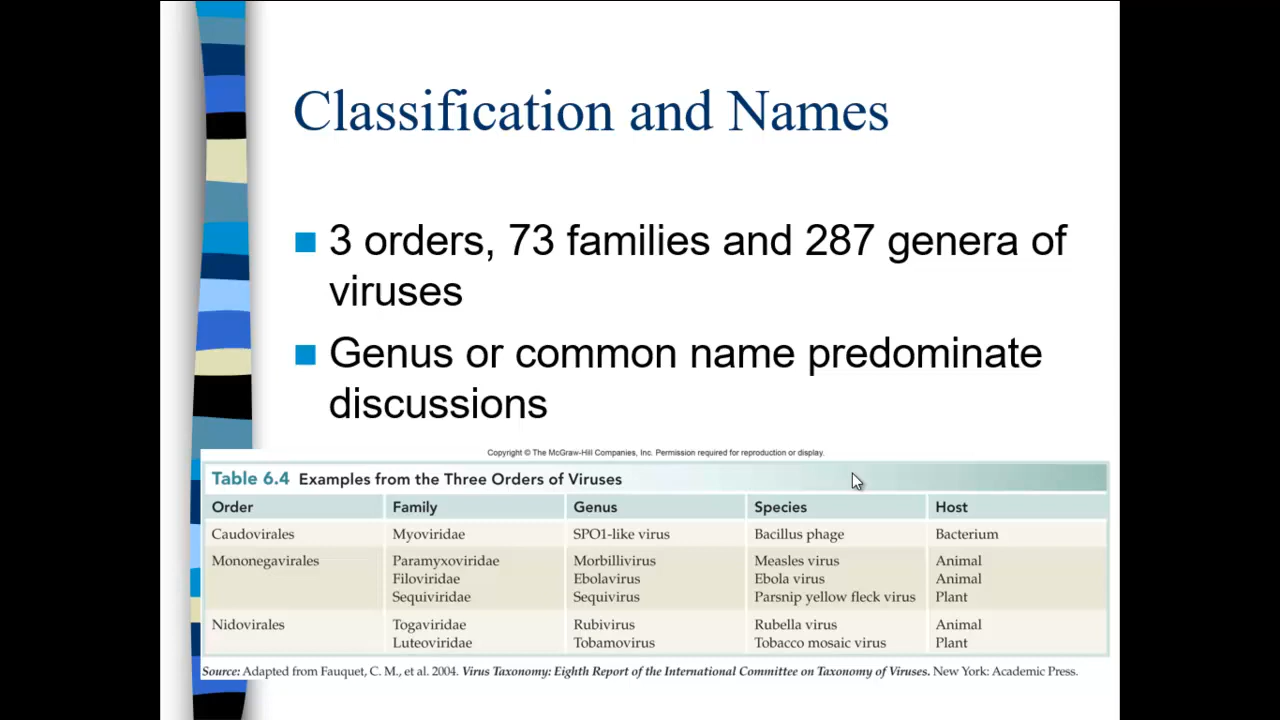 Classification and Names
3 orders, 73 families and 287 genera of
viruses
Genus or common name predominate
discussions
Copyright © The McGraw-Hill Companies, Inc. Permission required for reproduction or display.
Table 6.4 Examples from the Three Orders of Viruses
Order Family Genus Species Host
Caudovirales Myoviridae SPO1-like virus Bacillus phage Bacterium
Mononegavirales Paramyxoviridae Morbillivirus Measles virus Animal
Filoviridae Ebolavirus Ebola virus Animal
Sequiviridae Sequivirus Parsnip yellow fleck virus Plant
Nidovirales Togaviridae Rubivirus Rubella virus Animal
Luteoviridae Tobamovirus Tobacco mosaic virus Plant
Source: Adapted from Fauquet, C. M., et al. 2004. Virus Taxonomy: Eighth Report of the International Committee on Taxonomy of Viruses. New York: Academic Press.